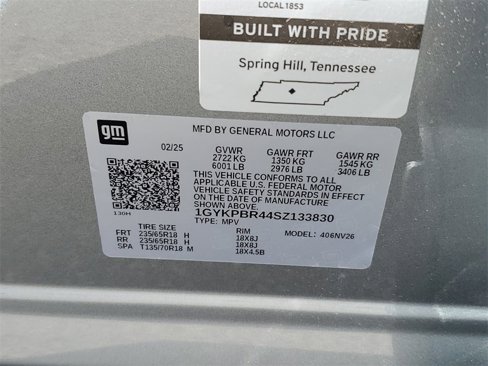 LOCAL 1853
BUILT WITH PRIDE
Spring Hill, Tennessee
gm
MFD BY GENERAL MOTORS LLC
02/25 GVWR GAWR FRT GAWR RR
2722 KG 1350 KG 1545 KG
6001 LB 2976 LB 3406 LB
THIS VEHICLE CONFORMS TO ALL
APPLICABLE U.S. FEDERAL MOTOR
VEHICLE SAFETY STANDARDS IN EFFECT
ON THE DATE OF MANUFACTURE
SHOWN ABOVE.
1GYKPBR44SZ133830
130H TYPE: MPV
TIRE SIZE RIM MODEL: 406NV26
FRT 235/65R18 H 18X8J
RR 235/65R18 H 18X8J
SPA T135/70R18 M 18X4.5B